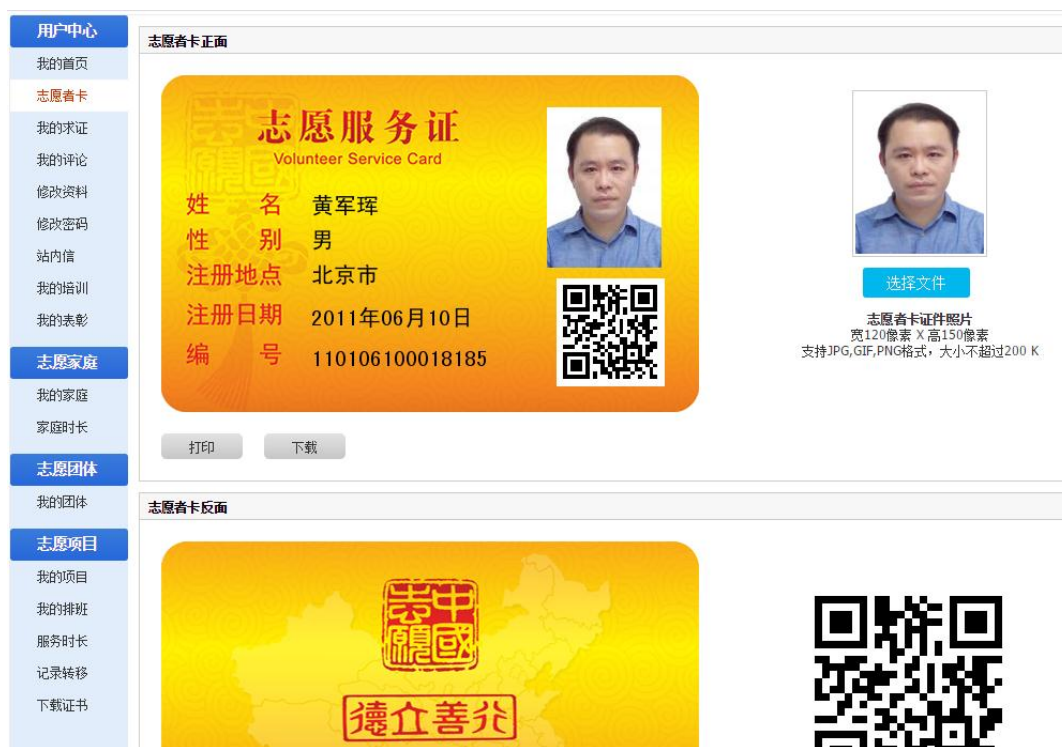 用户中心
我的首页
志愿者卡
我的求证
我的评论
修改资料
修改密码
站内信
我的培训
我的表彰
志愿家庭
我的家庭
家庭时长
志愿团体
我的团体
志愿项目
我的项目
我的排班
服务时长
记录转移
下载证书
志愿者卡正面
志愿服务证
Volunteer Service Card
姓 名 黄军珲
性 别 男
注册地点 北京市
注册日期 2011年06月10日
编 号 110106100018185
选择文件
志愿者卡证件照片
宽120像素 X 高150像素
支持JPG,GIF,PNG格式，大小不超过200 K
打印 下载
志愿者卡反面
中國志願
德立善行